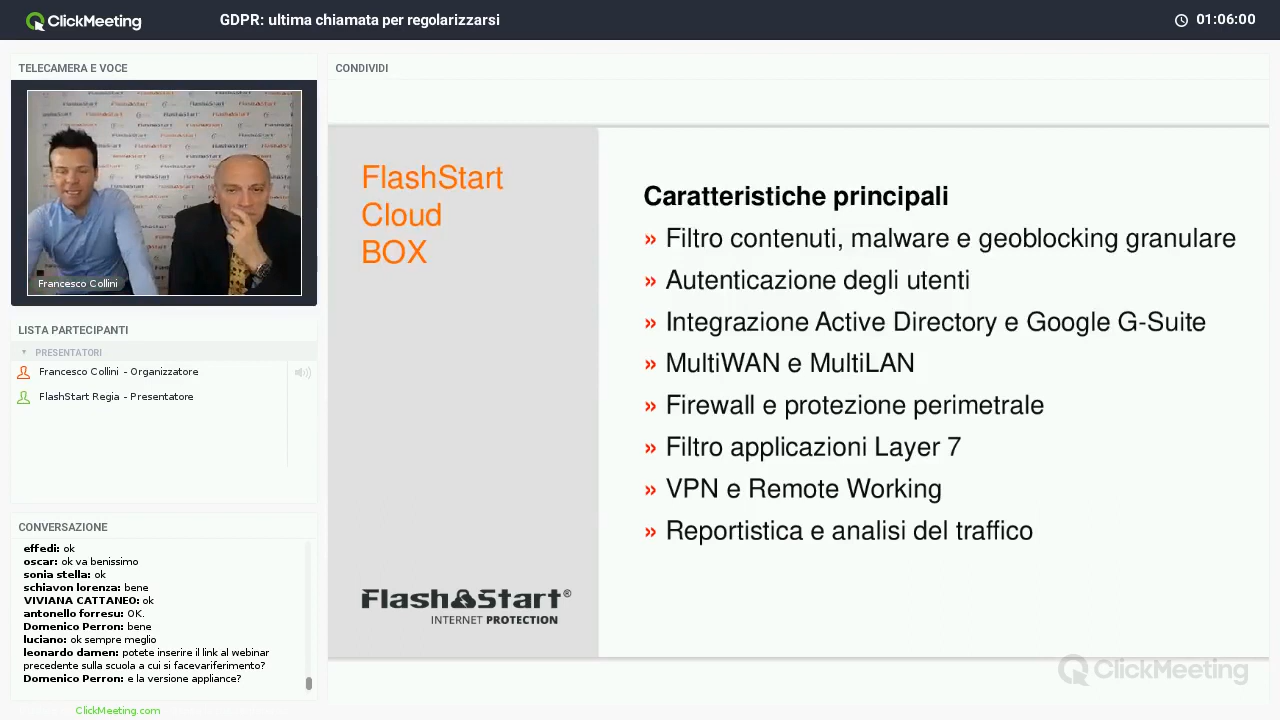 ClickMeeting
GDPR: ultima chiamata per regolarizzarsi
01:06:00
TELECAMERA E VOCE
Flash&Start
Francesco Collini
LISTA PARTECIPANTI
PRESENTATORI
Francesco Collini - Organizzatore
FlashStart Regia - Presentatore
CONVERSAZIONE
effedi: ok
oscar: ok va benissimo
sonia stella: ok
schiavon lorenza: bene
VIVIANA CATTANEO: ok
antonello forresu: OK.
Domenico Perron: bene
luciano: ok sempre meglio
leonardo damen: potete inserire il link al webinar
precedente sulla scuola a cui si facevariferimento?
Domenico Perron: e la versione appliance?
ClickMeeting.com
CONDIVIDI
FlashStart
Cloud
BOX
Flash&Start®
INTERNET PROTECTION
Caratteristiche principali
» Filtro contenuti, malware e geoblocking granulare
» Autenticazione degli utenti
» Integrazione Active Directory e Google G-Suite
» MultiWAN e MultiLAN
» Firewall e protezione perimetrale
» Filtro applicazioni Layer 7
» VPN e Remote Working
» Reportistica e analisi del traffico
ClickMeeting